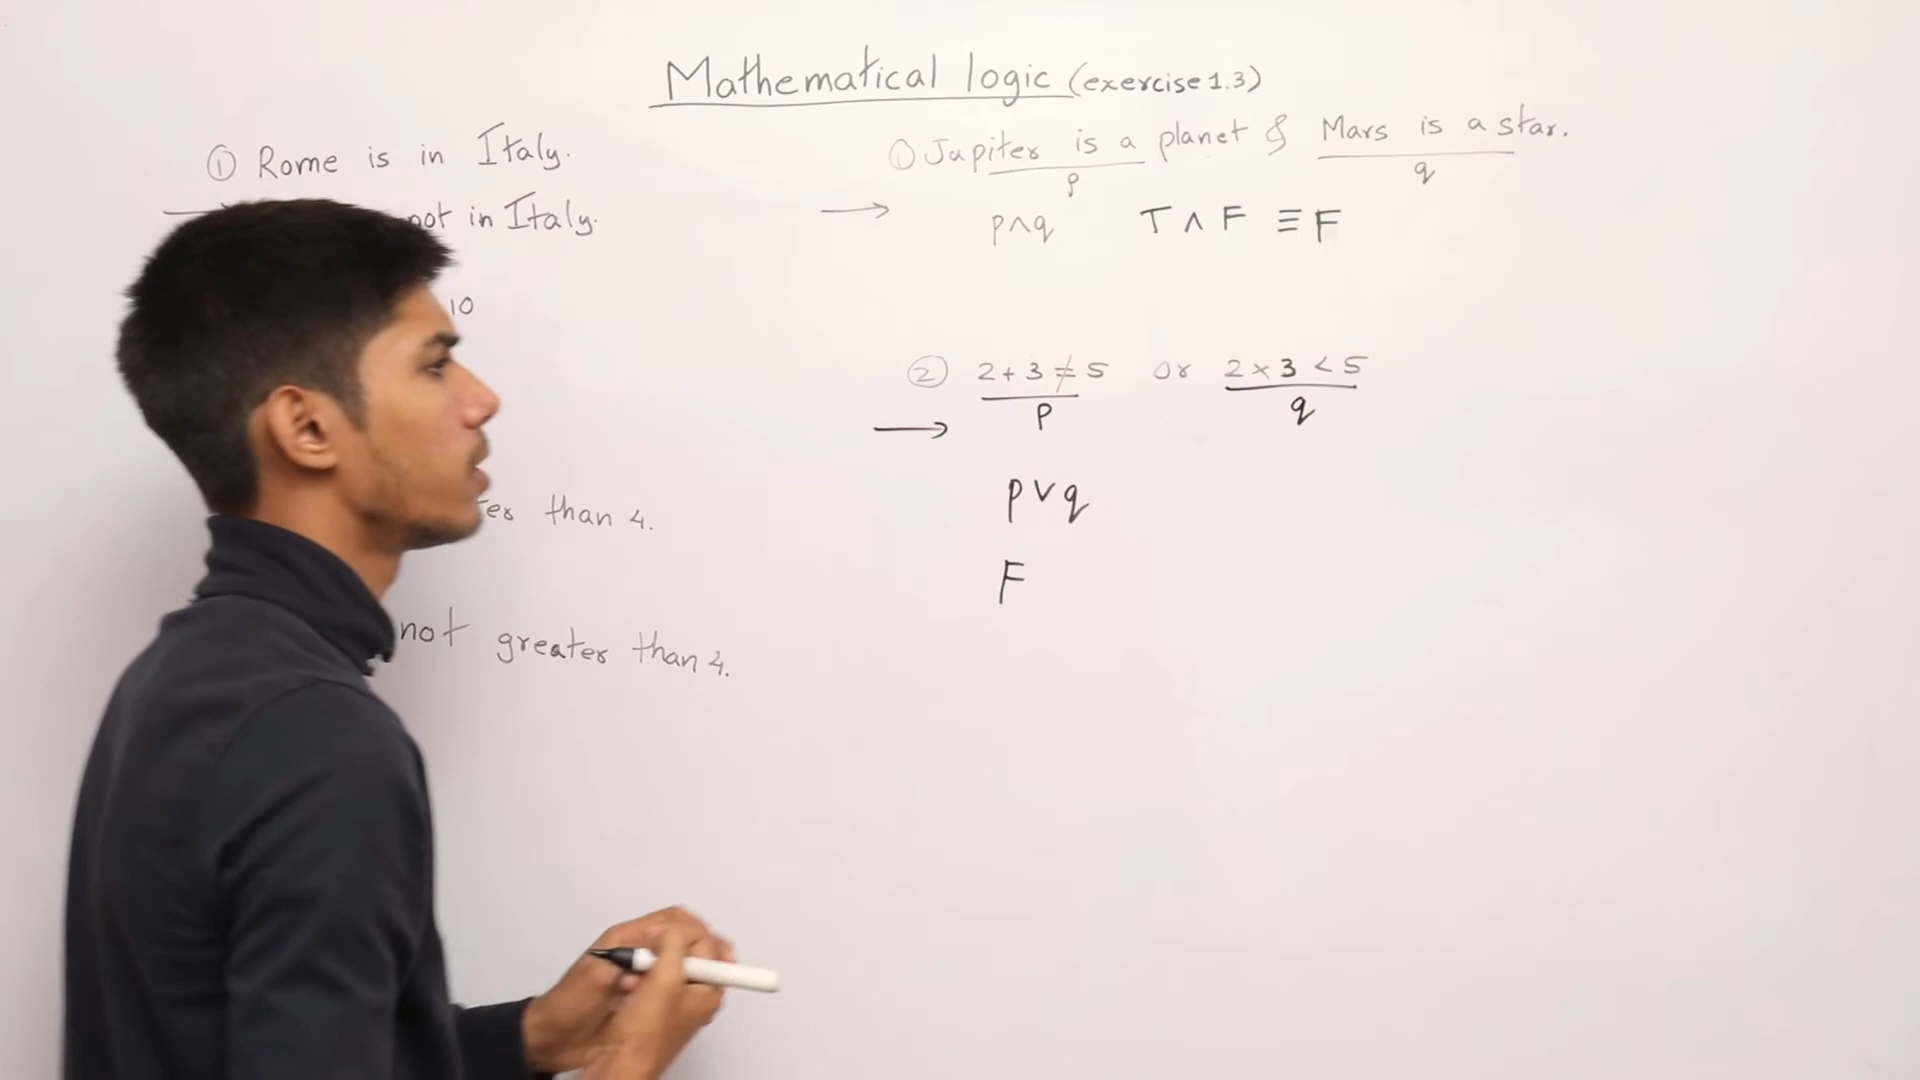 Mathematical logic (exercise 1.3)
① Rome is in Italy.
not in Italy.
10
than 4.
not greater than 4.
① Jupiter is a planet & Mars is a star.
p q
→ p∧q T ∧ F ≡ F
② 2 + 3 ≠ 5 or 2 × 3 < 5
→ p q
p∨q
F